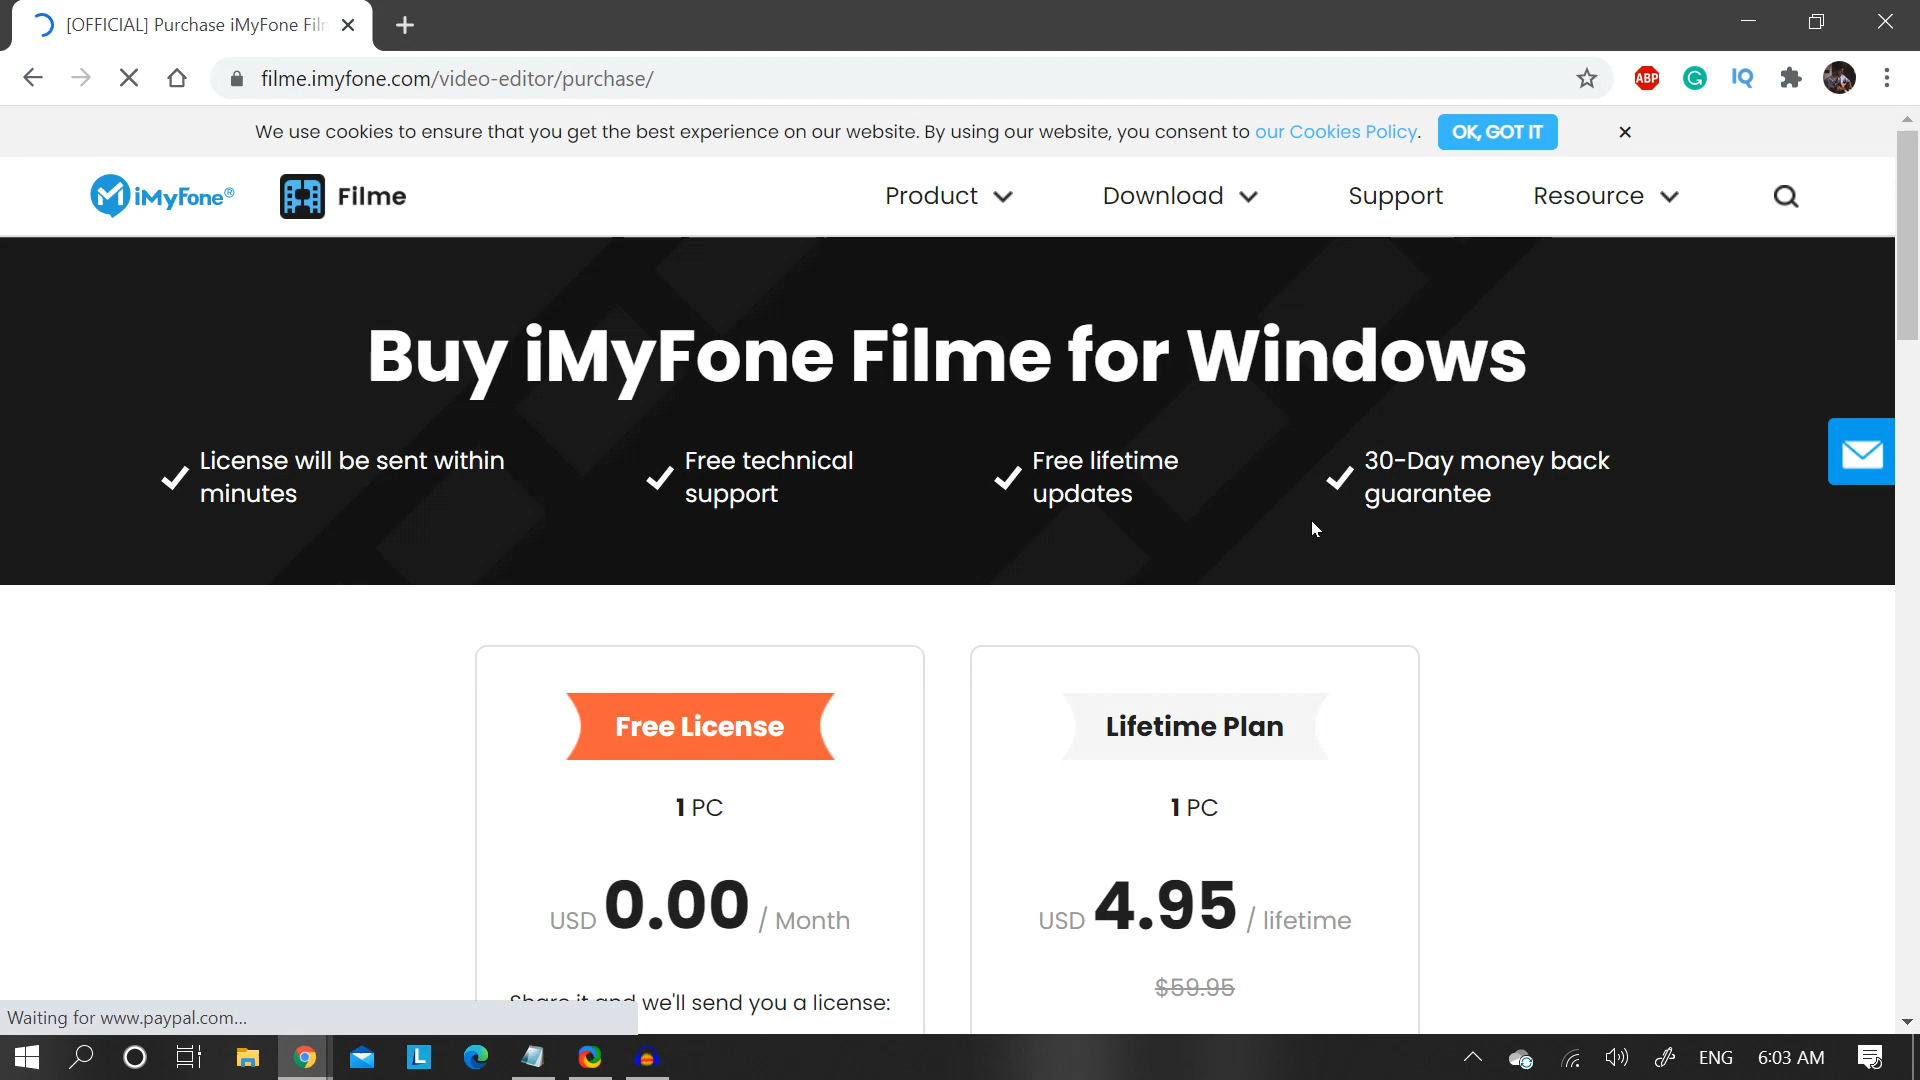 [OFFICIAL] Purchase iMyFone Film
filme.imyfone.com/video-editor/purchase/
ABP
G
IQ
We use cookies to ensure that you get the best experience on our website. By using our website, you consent to our Cookies Policy.
OK, GOT IT
iMyFone®
Filme
Product
Download
Support
Resource
Buy iMyFone Filme for Windows
License will be sent within
minutes
Free technical
support
Free lifetime
updates
30-Day money back
guarantee
Free License
1 PC
USD 0.00 / Month
Share it and we'll send you a license:
Lifetime Plan
1 PC
USD 4.95 / lifetime
$59.95
Waiting for www.paypal.com...
L
ENG
6:03 AM